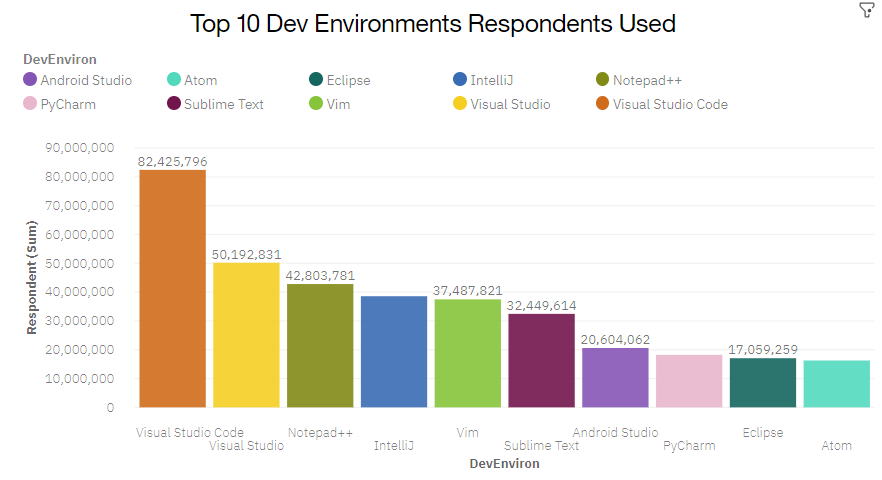 Top 10 Dev Environments Respondents Used
DevEnviron
Android Studio Atom Eclipse IntelliJ Notepad++
PyCharm Sublime Text Vim Visual Studio Visual Studio Code
90,000,000
82,425,796
80,000,000
70,000,000
60,000,000
50,192,831
50,000,000
42,803,781
40,000,000
37,487,821
32,449,614
30,000,000
20,604,062
20,000,000
17,059,259
10,000,000
0
Respondent (Sum)
Visual Studio Code Notepad++ Vim Android Studio Eclipse
Visual Studio IntelliJ Sublime Text PyCharm Atom
DevEnviron